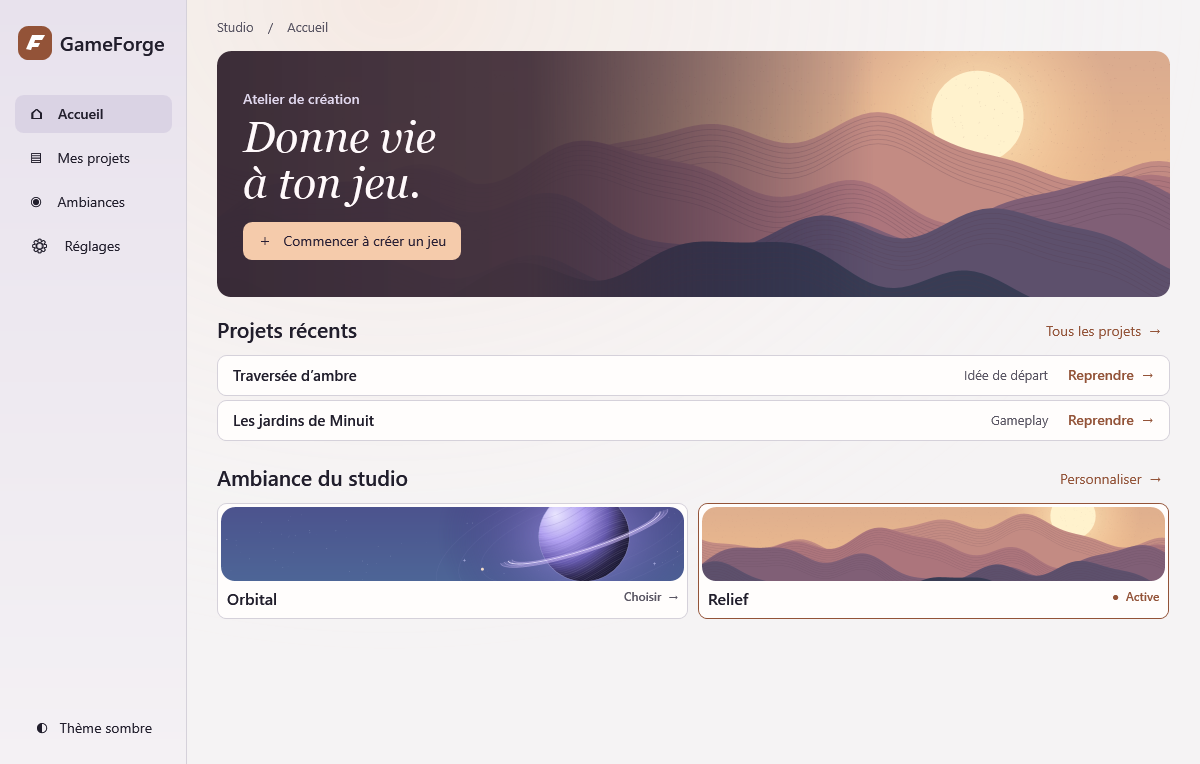 GameForge
Accueil
Mes projets
Ambiances
Réglages
Thème sombre
Studio / Accueil
Atelier de création
Donne vie
à ton jeu.
+ Commencer à créer un jeu
Projets récents
Tous les projets →
Traversée d’ambre Idée de départ Reprendre →
Les jardins de Minuit Gameplay Reprendre →
Ambiance du studio
Personnaliser →
Orbital Choisir →
Relief • Active